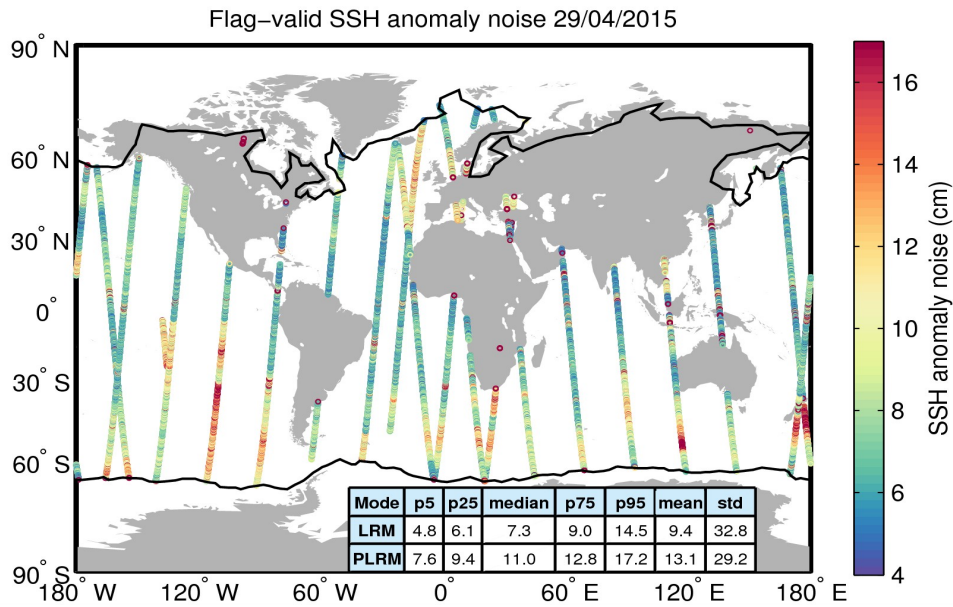 Flag−valid SSH anomaly noise 29/04/2015
90° N
60° N
30° N
0°
30° S
60° S
90° S
180° W
120° W
60° W
0°
60° E
120° E
180° E
Mode p5 p25 median p75 p95 mean std
LRM 4.8 6.1 7.3 9.0 14.5 9.4 32.8
PLRM 7.6 9.4 11.0 12.8 17.2 13.1 29.2
16
14
12
10
8
6
4
SSH anomaly noise (cm)